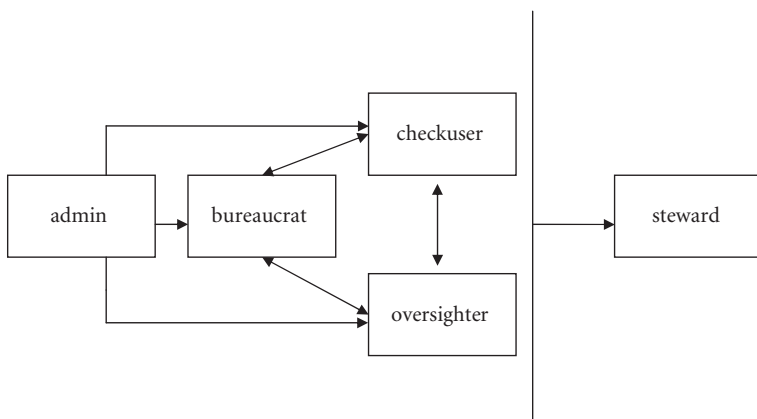 checkuser
admin
bureaucrat
steward
oversighter